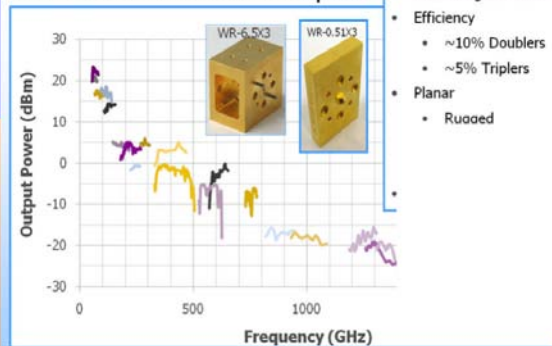 Efficiency
~10% Doublers
~5% Triplers
Planar
Rugged
WR-6.5X3
WR-0.51X3
Output Power (dBm)
30
20
10
0
-10
-20
-30
0
500
1000
Frequency (GHz)